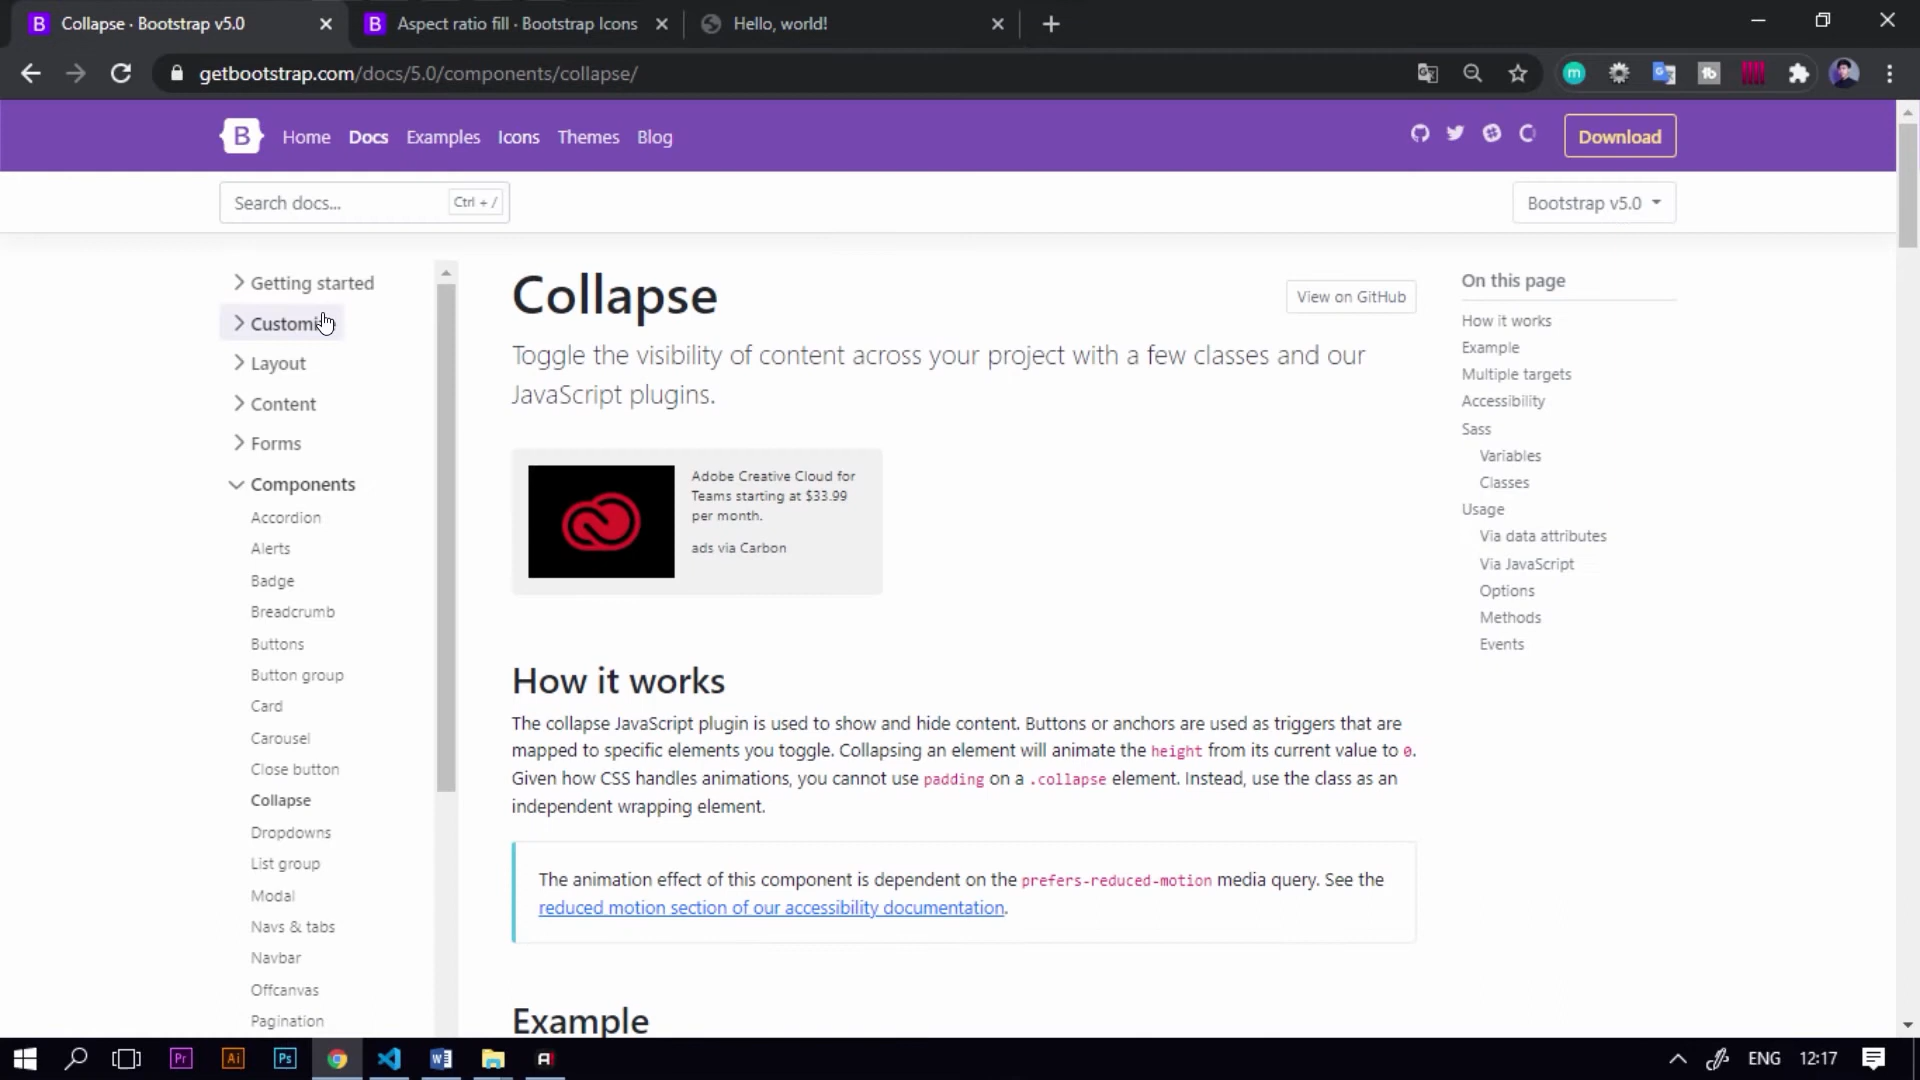 Collapse · Bootstrap v5.0
Aspect ratio fill · Bootstrap Icons
Hello, world!
getbootstrap.com/docs/5.0/components/collapse/
m
B
Home
Docs
Examples
Icons
Themes
Blog
Download
Search docs...
Ctrl + /
Bootstrap v5.0
Getting started
Layout
Content
Forms
Components
Accordion
Alerts
Badge
Breadcrumb
Buttons
Button group
Card
Carousel
Close button
Collapse
Dropdowns
List group
Modal
Navs & tabs
Navbar
Offcanvas
Pagination
Collapse
View on GitHub
Toggle the visibility of content across your project with a few classes and our
JavaScript plugins.
Adobe Creative Cloud for
Teams starting at $33.99
per month.
ads via Carbon
How it works
The collapse JavaScript plugin is used to show and hide content. Buttons or anchors are used as triggers that are
mapped to specific elements you toggle. Collapsing an element will animate the height from its current value to 0.
Given how CSS handles animations, you cannot use padding on a .collapse element. Instead, use the class as an
independent wrapping element.
The animation effect of this component is dependent on the prefers-reduced-motion media query. See the
reduced motion section of our accessibility documentation.
Example
On this page
How it works
Example
Multiple targets
Accessibility
Sass
Variables
Classes
Usage
Via data attributes
Via JavaScript
Options
Methods
Events
Pr
Ai
Ps
ENG
12:17